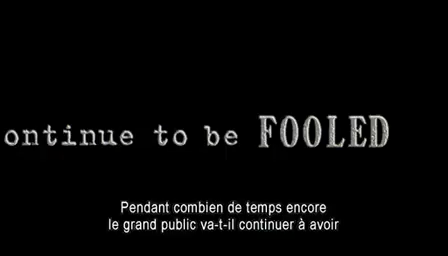 ontinue to be FOOLED
Pendant combien de temps encore
le grand public va-t-il continuer à avoir